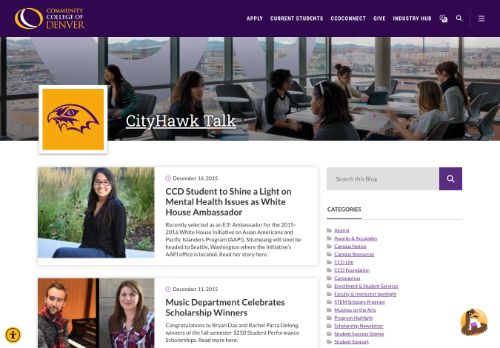 COMMUNITY
COLLEGE OF
DENVER
APPLY CURRENT STUDENTS CCDCONNECT GIVE INDUSTRY HUB
CityHawk Talk
December 16, 2015
CCD Student to Shine a Light on
Mental Health Issues as White
House Ambassador
Recently selected as an E3! Ambassador for the 2015-
2016 White House Initiative on Asian Americans and
Pacific Islanders Program (AAPI), Situmeang will soon be
headed to Seattle, Washington where the Initiative's
AAPI office is located. Read her story here.
December 11, 2015
Music Department Celebrates
Scholarship Winners
Congratulations to Bryan Day and Rachel Parra Delong,
winners of the fall semester $250 Student Performance
Scholarships. Read more here.
Search this Blog
CATEGORIES
Alumni
Awards & Accolades
Campus Notice
Campus Resources
CCD Life
CCD Foundation
Coronavirus
Enrollment & Student Services
Faculty & Instructor Spotlight
STEM Scholars Program
Musings on the Arts
Program Highlight
Scholarship Newsletter
Student Success Stories
Student Support